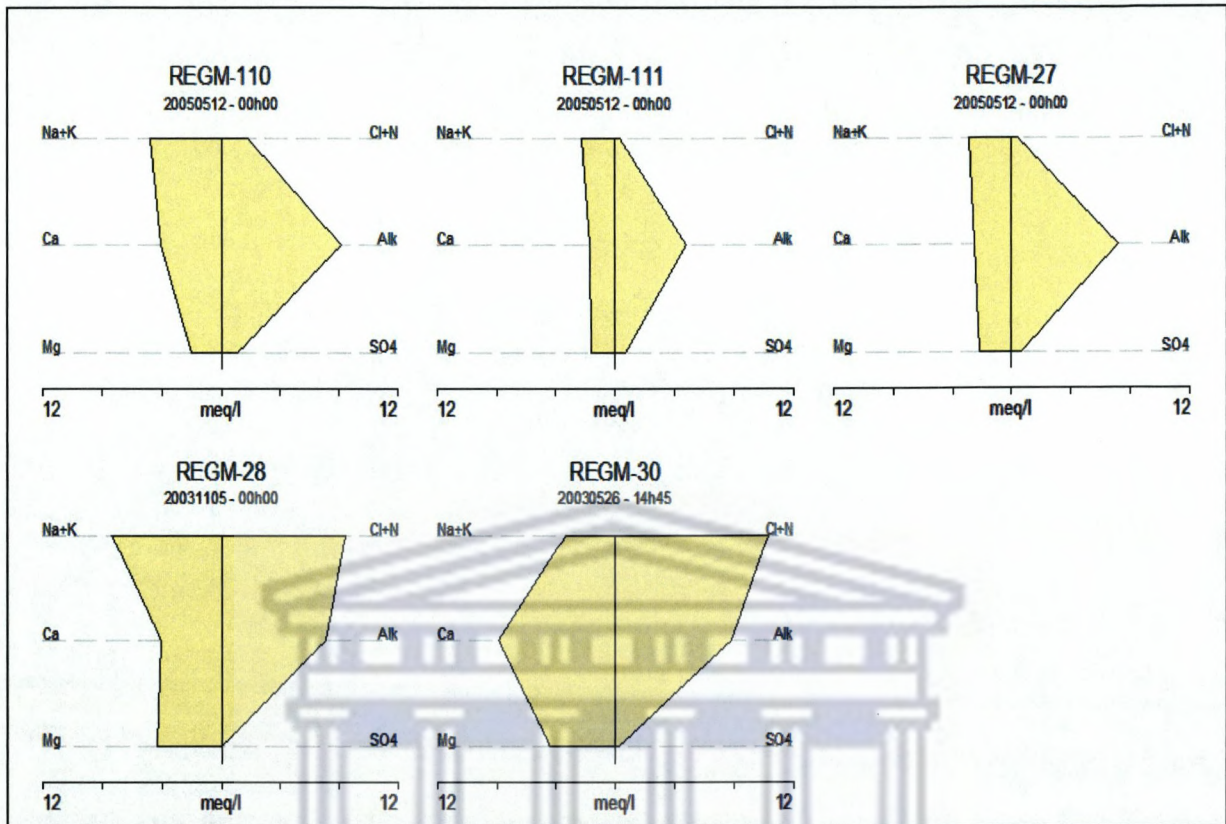 REGM-110
20050512 - 00h00
Na+K Cl+N
Ca Alk
Mg SO4
12 meq/l 12
REGM-111
20050512 - 00h00
Na+K Cl+N
Ca Alk
Mg SO4
12 meq/l 12
REGM-27
20050512 - 00h00
Na+K Cl+N
Ca Alk
Mg SO4
12 meq/l 12
REGM-28
20031105 - 00h00
Na+K Cl+N
Ca Alk
Mg SO4
12 meq/l 12
REGM-30
20030526 - 14h45
Na+K Cl+N
Ca Alk
Mg SO4
12 meq/l 12